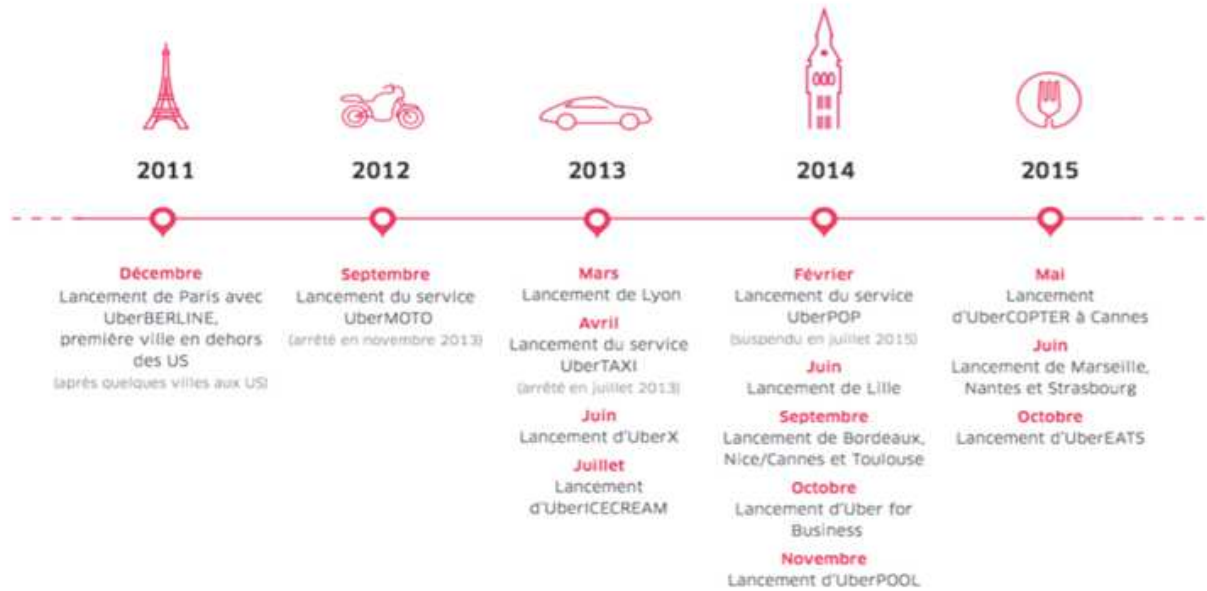 2011
2012
2013
2014
2015
Décembre
Lancement de Paris avec
UberBERLINE,
première ville en dehors
des US
(après quelques villes aux US)
Septembre
Lancement du service
UberMOTO
(arrêté en novembre 2013)
Mars
Lancement de Lyon
Avril
Lancement du service
UberTAXI
(arrêté en juillet 2013)
Juin
Lancement d'UberX
Juillet
Lancement
d'UberICECREAM
Février
Lancement du service
UberPOP
(suspendu en juillet 2015)
Juin
Lancement de Lille
Septembre
Lancement de Bordeaux,
Nice/Cannes et Toulouse
Octobre
Lancement d'Uber for
Business
Novembre
Lancement d'UberPOOL
Mai
Lancement
d'UberCOPTER à Cannes
Juin
Lancement de Marseille,
Nantes et Strasbourg
Octobre
Lancement d'UberEATS